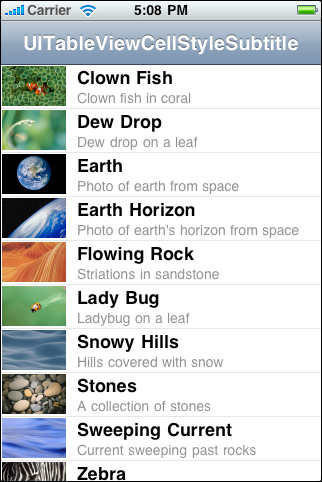 Carrier 5:08 PM
UITableViewCellStyleSubtitle
Clown Fish
Clown fish in coral
Dew Drop
Dew drop on a leaf
Earth
Photo of earth from space
Earth Horizon
Photo of earth's horizon from space
Flowing Rock
Striations in sandstone
Lady Bug
Ladybug on a leaf
Snowy Hills
Hills covered with snow
Stones
A collection of stones
Sweeping Current
Current sweeping past rocks
Zebra